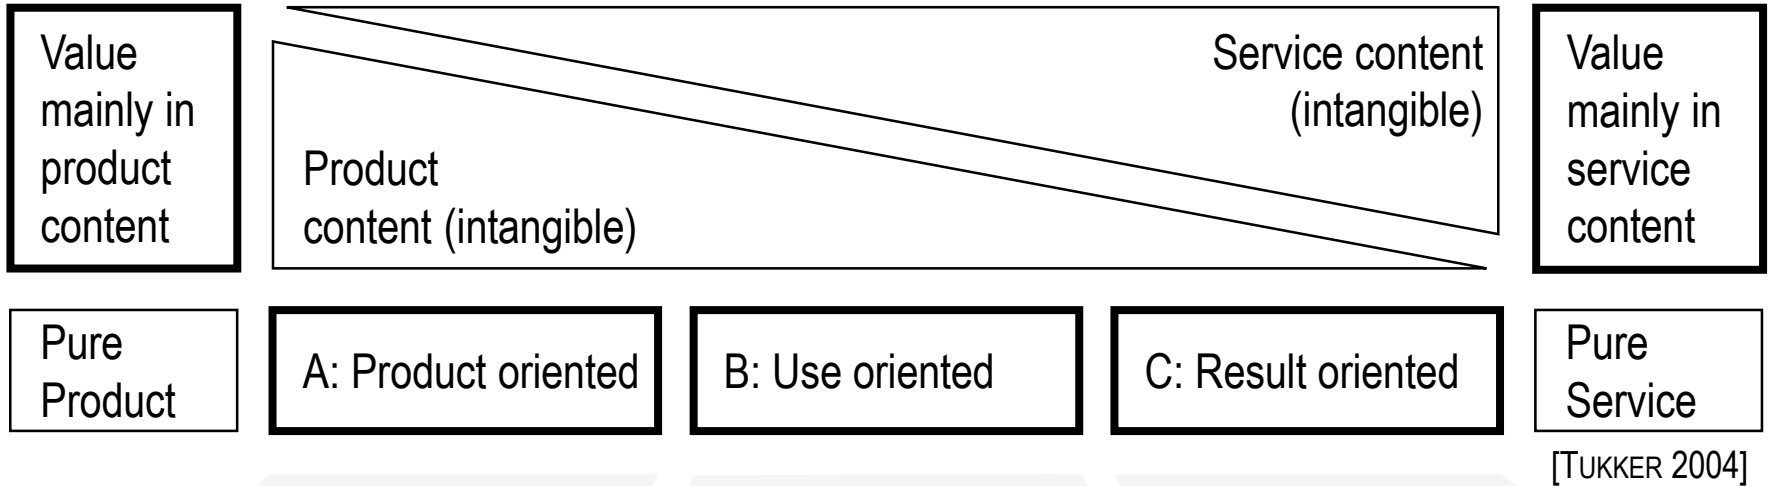 Value
mainly in
product
content
Service content
(intangible)
Product
content (intangible)
Value
mainly in
service
content
Pure
Product
A: Product oriented
B: Use oriented
C: Result oriented
Pure
Service
[TUKKER 2004]